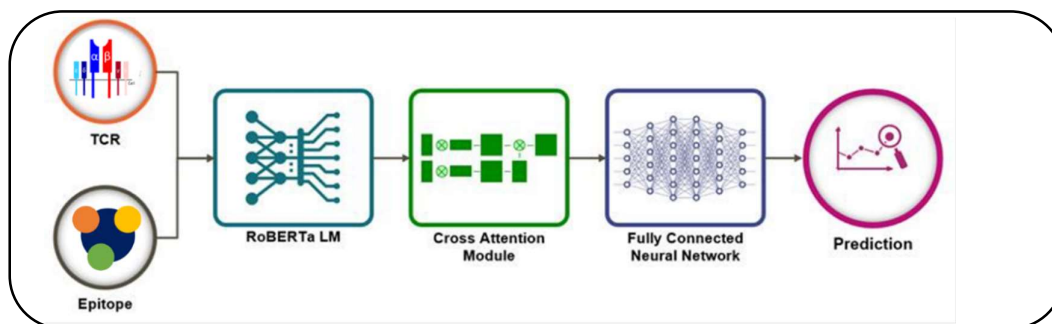 α β
TCR
RoBERTa LM
Cross Attention
Module
Fully Connected
Neural Network
Prediction
Epitope